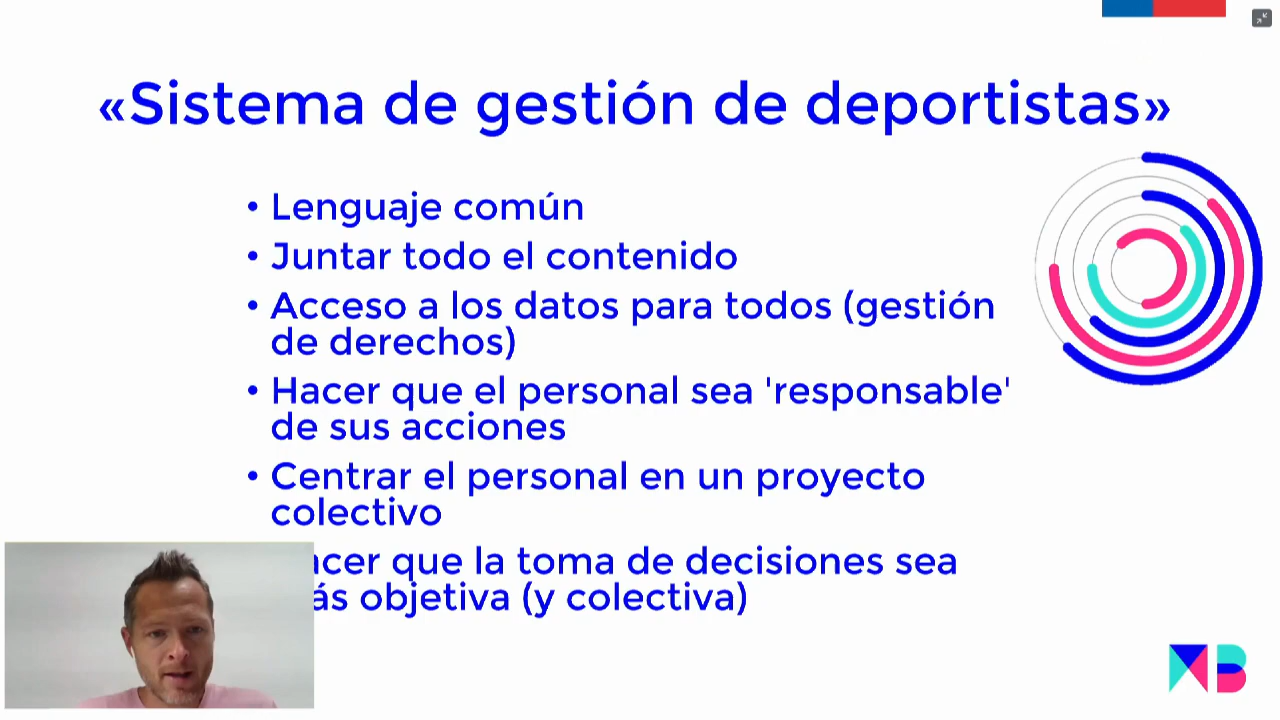 «Sistema de gestión de deportistas»
• Lenguaje común
• Juntar todo el contenido
• Acceso a los datos para todos (gestión
de derechos)
• Hacer que el personal sea 'responsable'
de sus acciones
• Centrar el personal en un proyecto
colectivo
que la toma de decisiones sea
objetiva (y colectiva)
MB